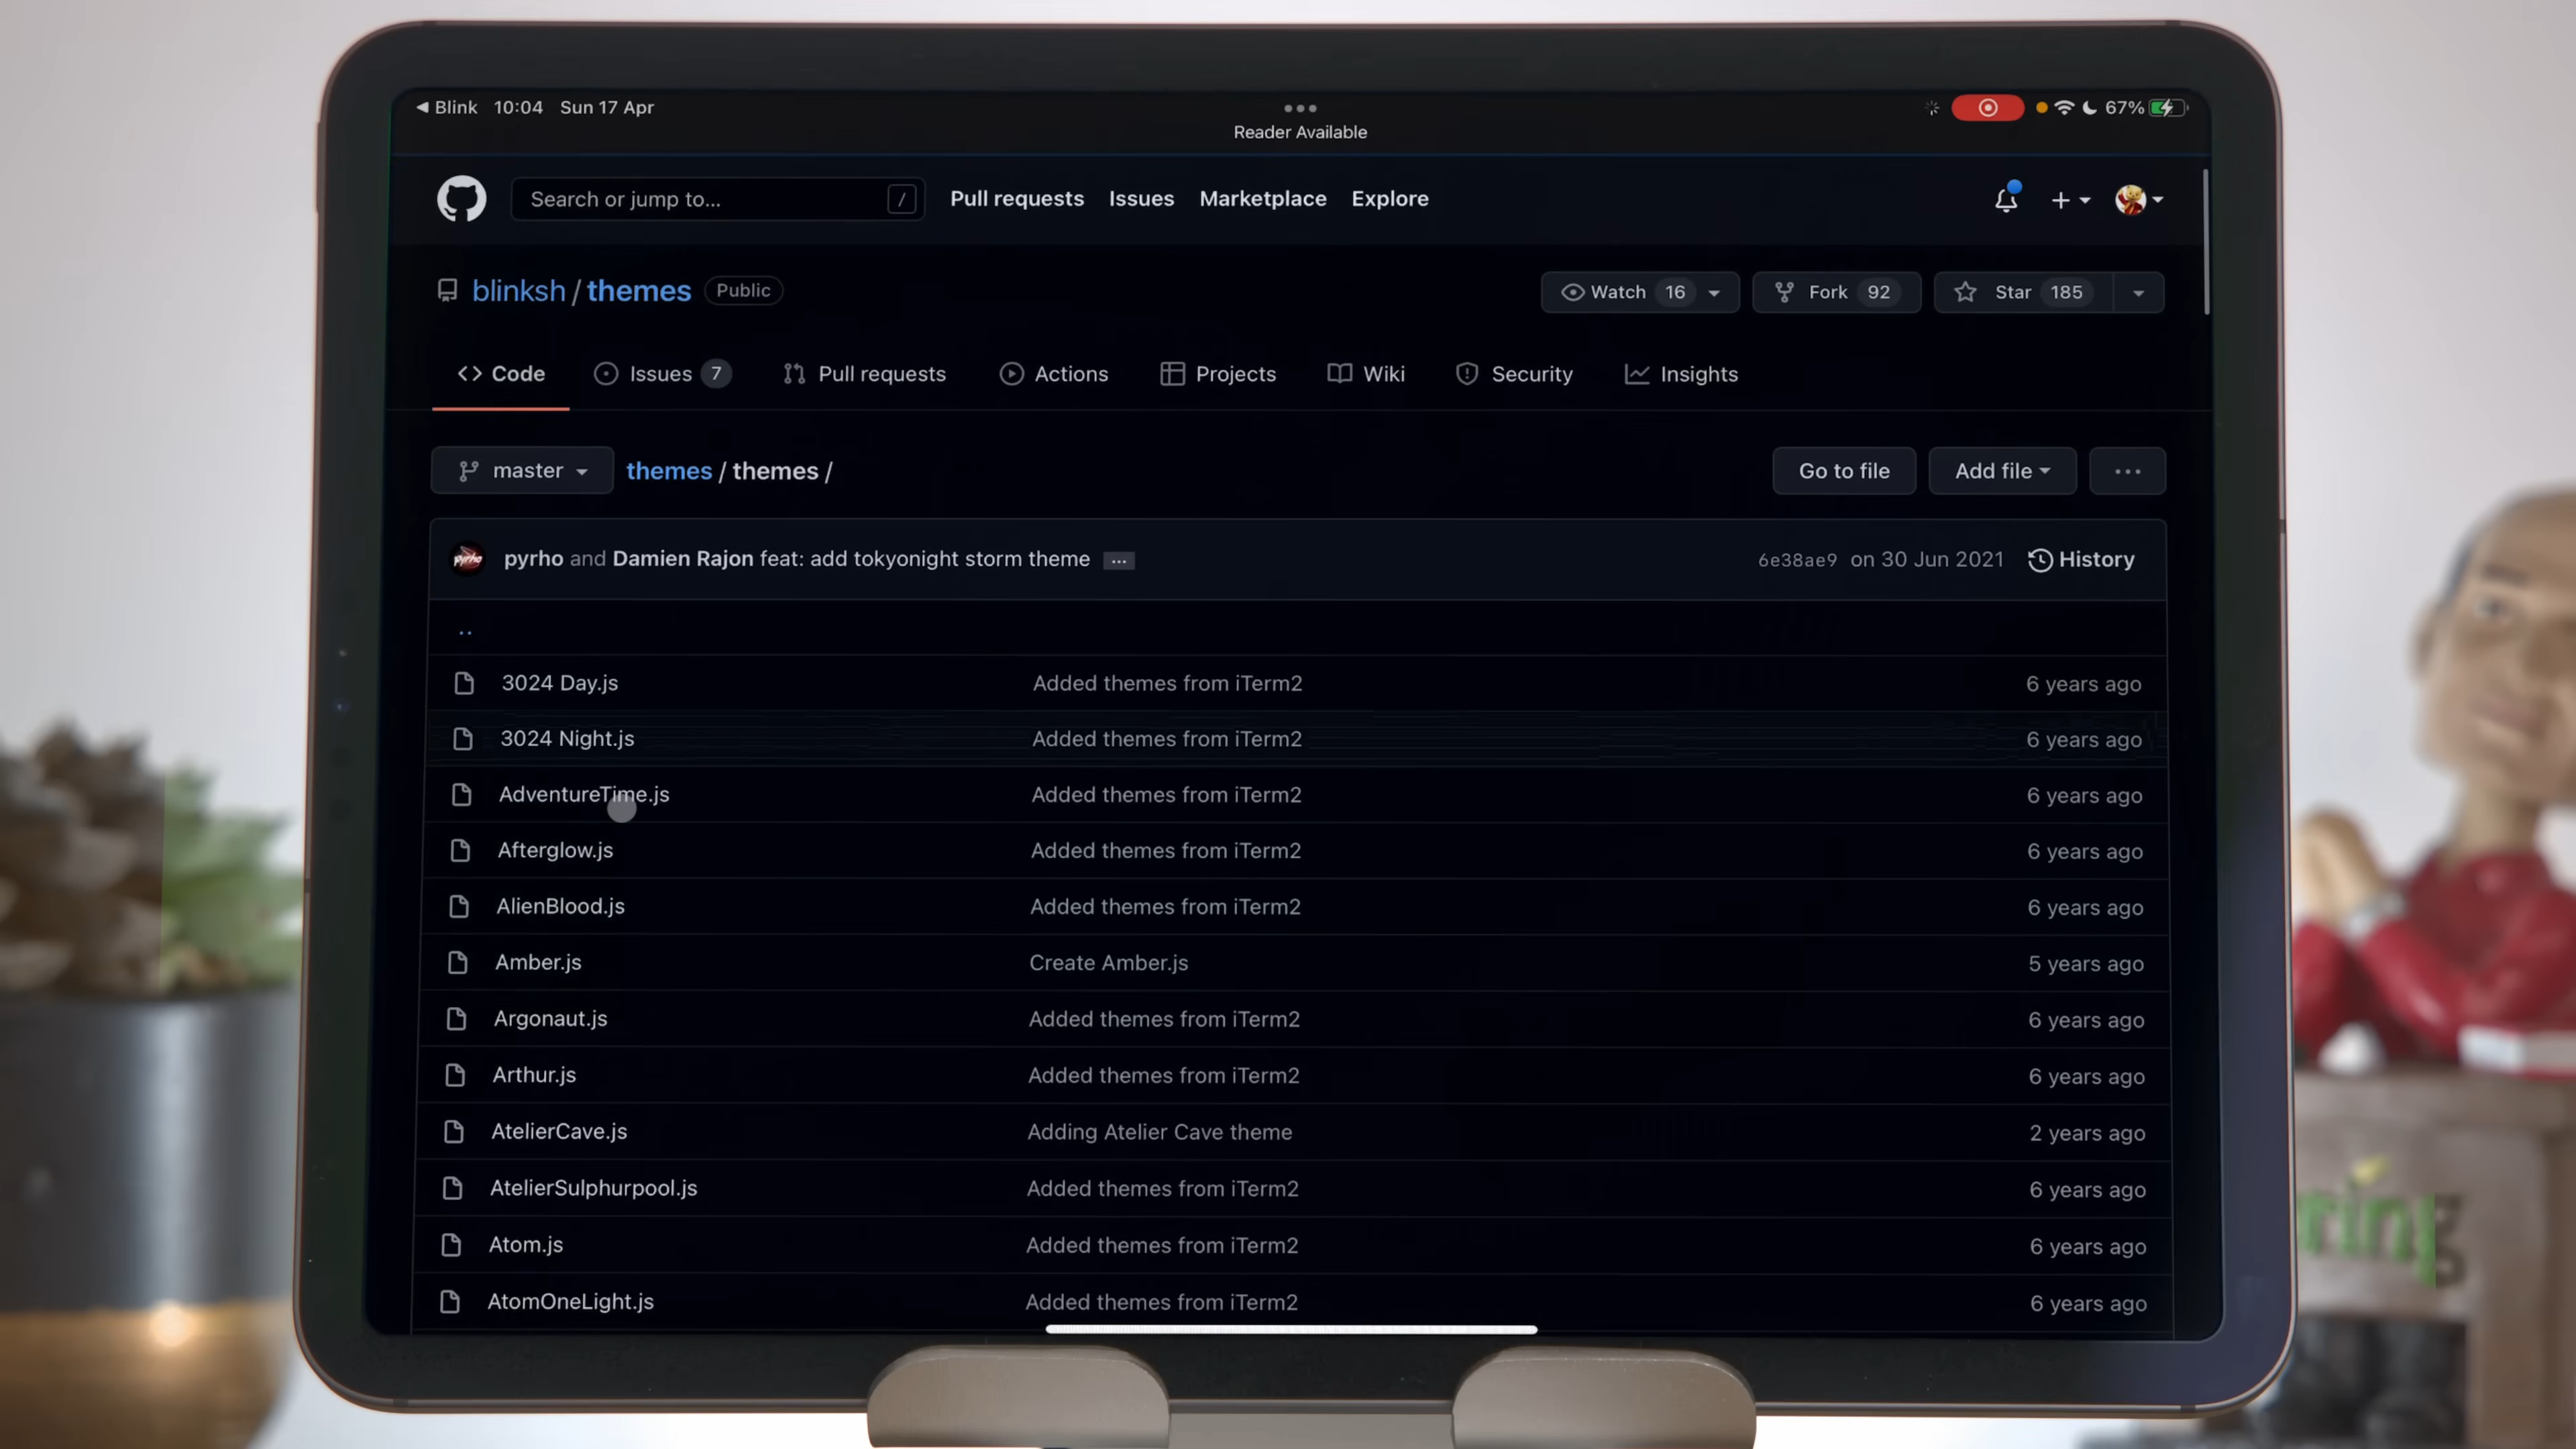 ◀ Blink 10:04 Sun 17 Apr
67%
Reader Available
Search or jump to... / Pull requests Issues Marketplace Explore
blinksh / themes Public Watch 16 Fork 92 Star 185
Code Issues 7 Pull requests Actions Projects Wiki Security Insights
master themes / themes / Go to file Add file ...
pyrho and Damien Rajon feat: add tokyonight storm theme ... 6e38ae9 on 30 Jun 2021 History
..
3024 Day.js Added themes from iTerm2 6 years ago
3024 Night.js Added themes from iTerm2 6 years ago
AdventureTime.js Added themes from iTerm2 6 years ago
Afterglow.js Added themes from iTerm2 6 years ago
AlienBlood.js Added themes from iTerm2 6 years ago
Amber.js Create Amber.js 5 years ago
Argonaut.js Added themes from iTerm2 6 years ago
Arthur.js Added themes from iTerm2 6 years ago
AtelierCave.js Adding Atelier Cave theme 2 years ago
AtelierSulphurpool.js Added themes from iTerm2 6 years ago
Atom.js Added themes from iTerm2 6 years ago
AtomOneLight.js Added themes from iTerm2 6 years ago